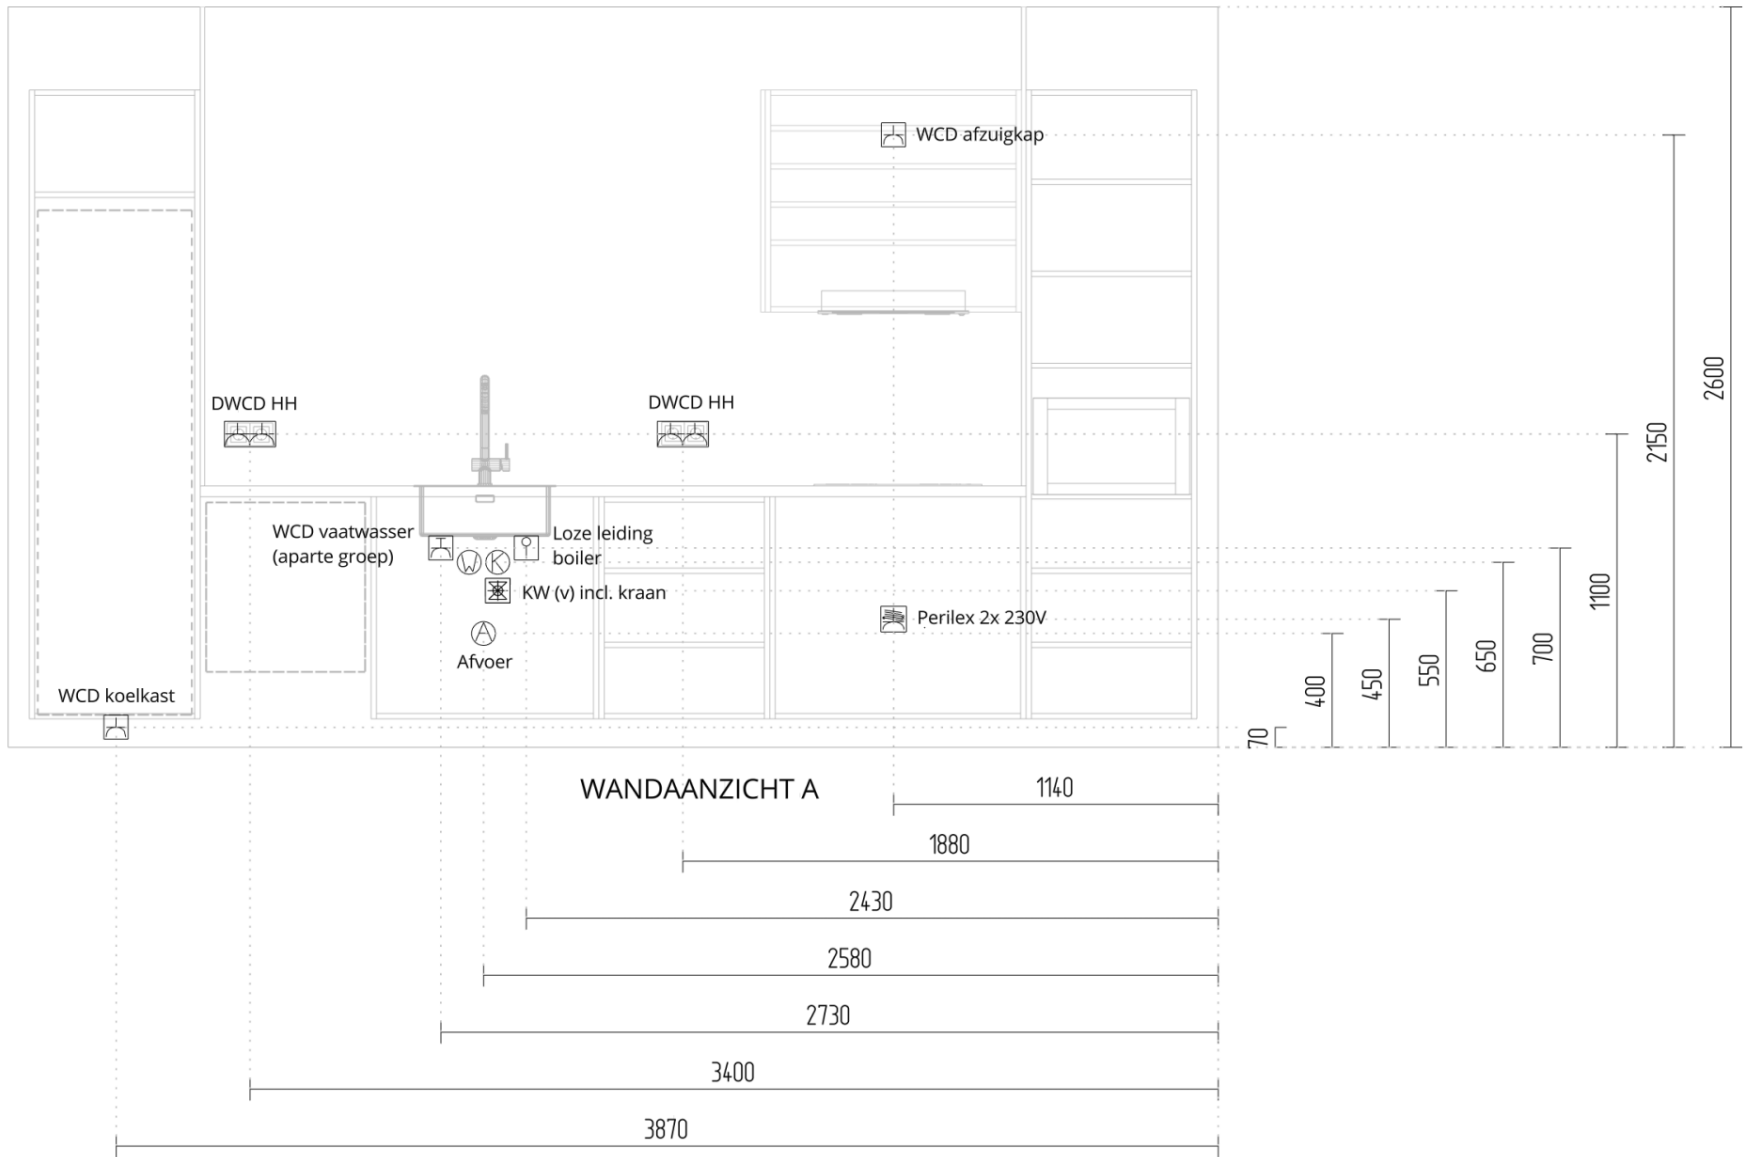 WCD afzuigkap
2600
2150
DWCD HH
DWCD HH
WCD vaatwasser
(aparte groep)
Loze leiding
boiler
W
K
KW (v) incl. kraan
1100
Perilex 2x 230V
A
Afvoer
700
650
550
450
400
WCD koelkast
70
WANDAANZICHT A
1140
1880
2430
2580
2730
3400
3870